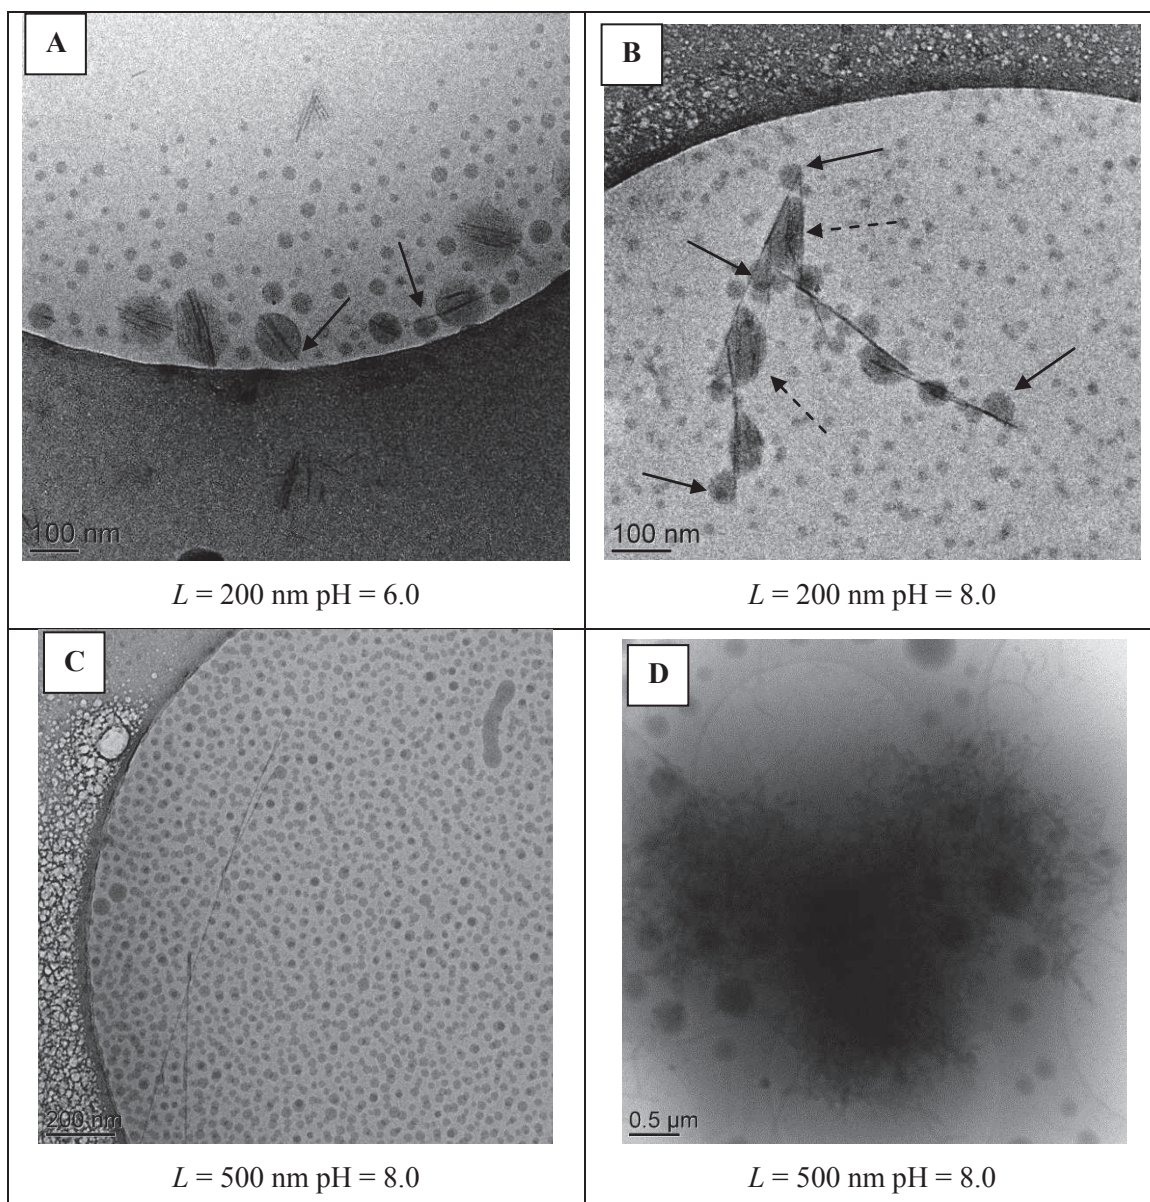 A
B
100 nm
100 nm
L = 200 nm pH = 6.0
L = 200 nm pH = 8.0
C
D
200 nm
0.5 µm
L = 500 nm pH = 8.0
L = 500 nm pH = 8.0